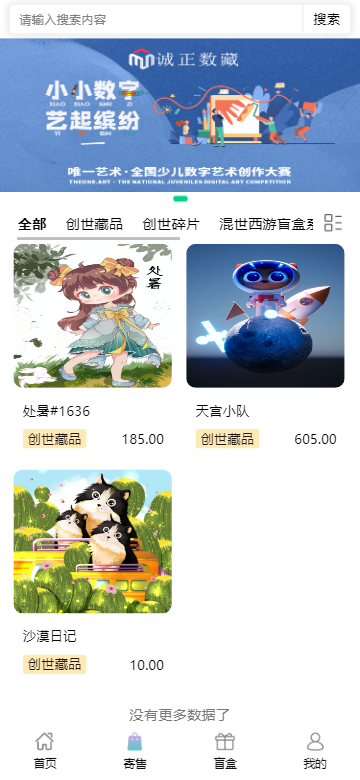 请输入搜索内容 搜索
诚正数藏
小小数字
XIAO XIAO SHU ZI
艺起缤纷
YI QI BIN FEN
唯一艺术·全国少儿数字艺术创作大赛
THEONE.ART · THE NATIONAL JUVENILES DIGITAL ART COMPETITION
全部 创世藏品 创世碎片 混世西游盲盒系
处暑
处暑#1636
创世藏品 185.00
天宫小队
创世藏品 605.00
沙漠日记
创世藏品 10.00
没有更多数据了
首页 寄售 盲盒 我的